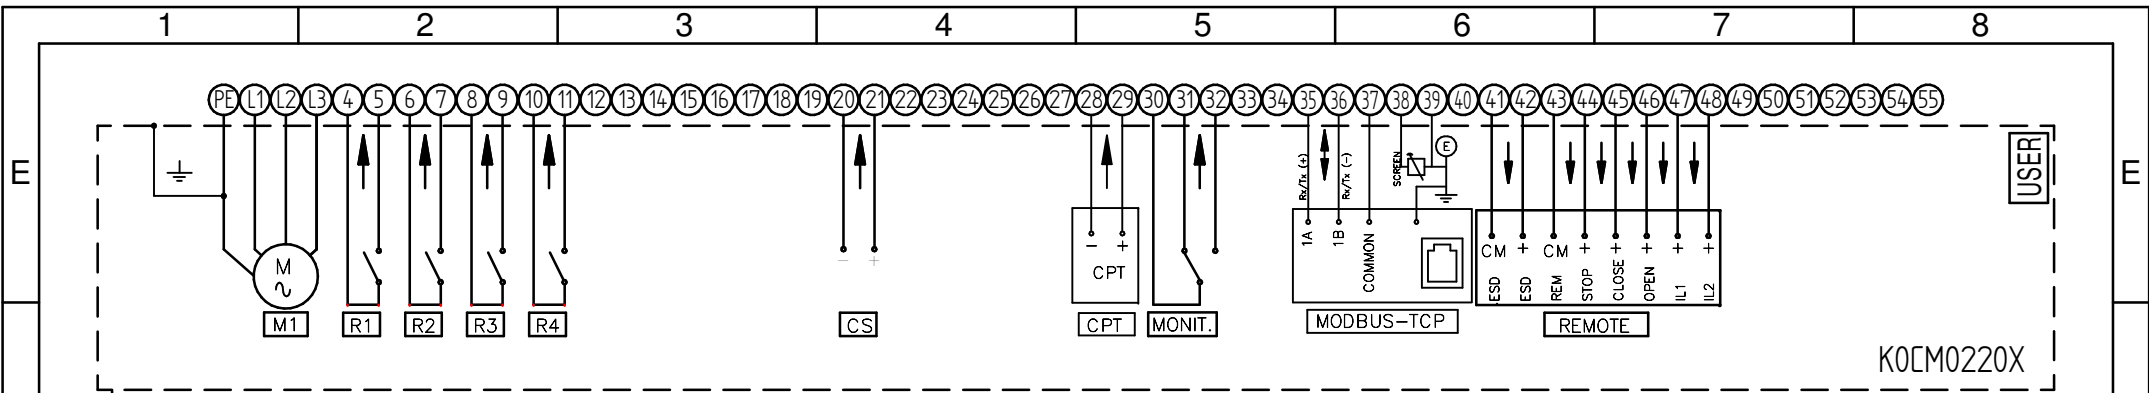 1 2 3 4 5 6 7 8
PE L1 L2 L3 4 5 6 7 8 9 10 11 12 13 14 15 16 17 18 19 20 21 22 23 24 25 26 27 28 29 30 31 32 33 34 35 36 37 38 39 40 41 42 43 44 45 46 47 48 49 50 51 52 53 54 55
E E
USER
Rx/Tx (+)
Rx/Tx (-)
SCREEN
E
M
- +
- +
CPT
1A
1B
COMMON
CM + CM + + + + +
ESD ESD REM STOP CLOSE OPEN IL1 IL2
M1 R1 R2 R3 R4 CS CPT MONIT. MODBUS-TCP REMOTE
K0CM0220X